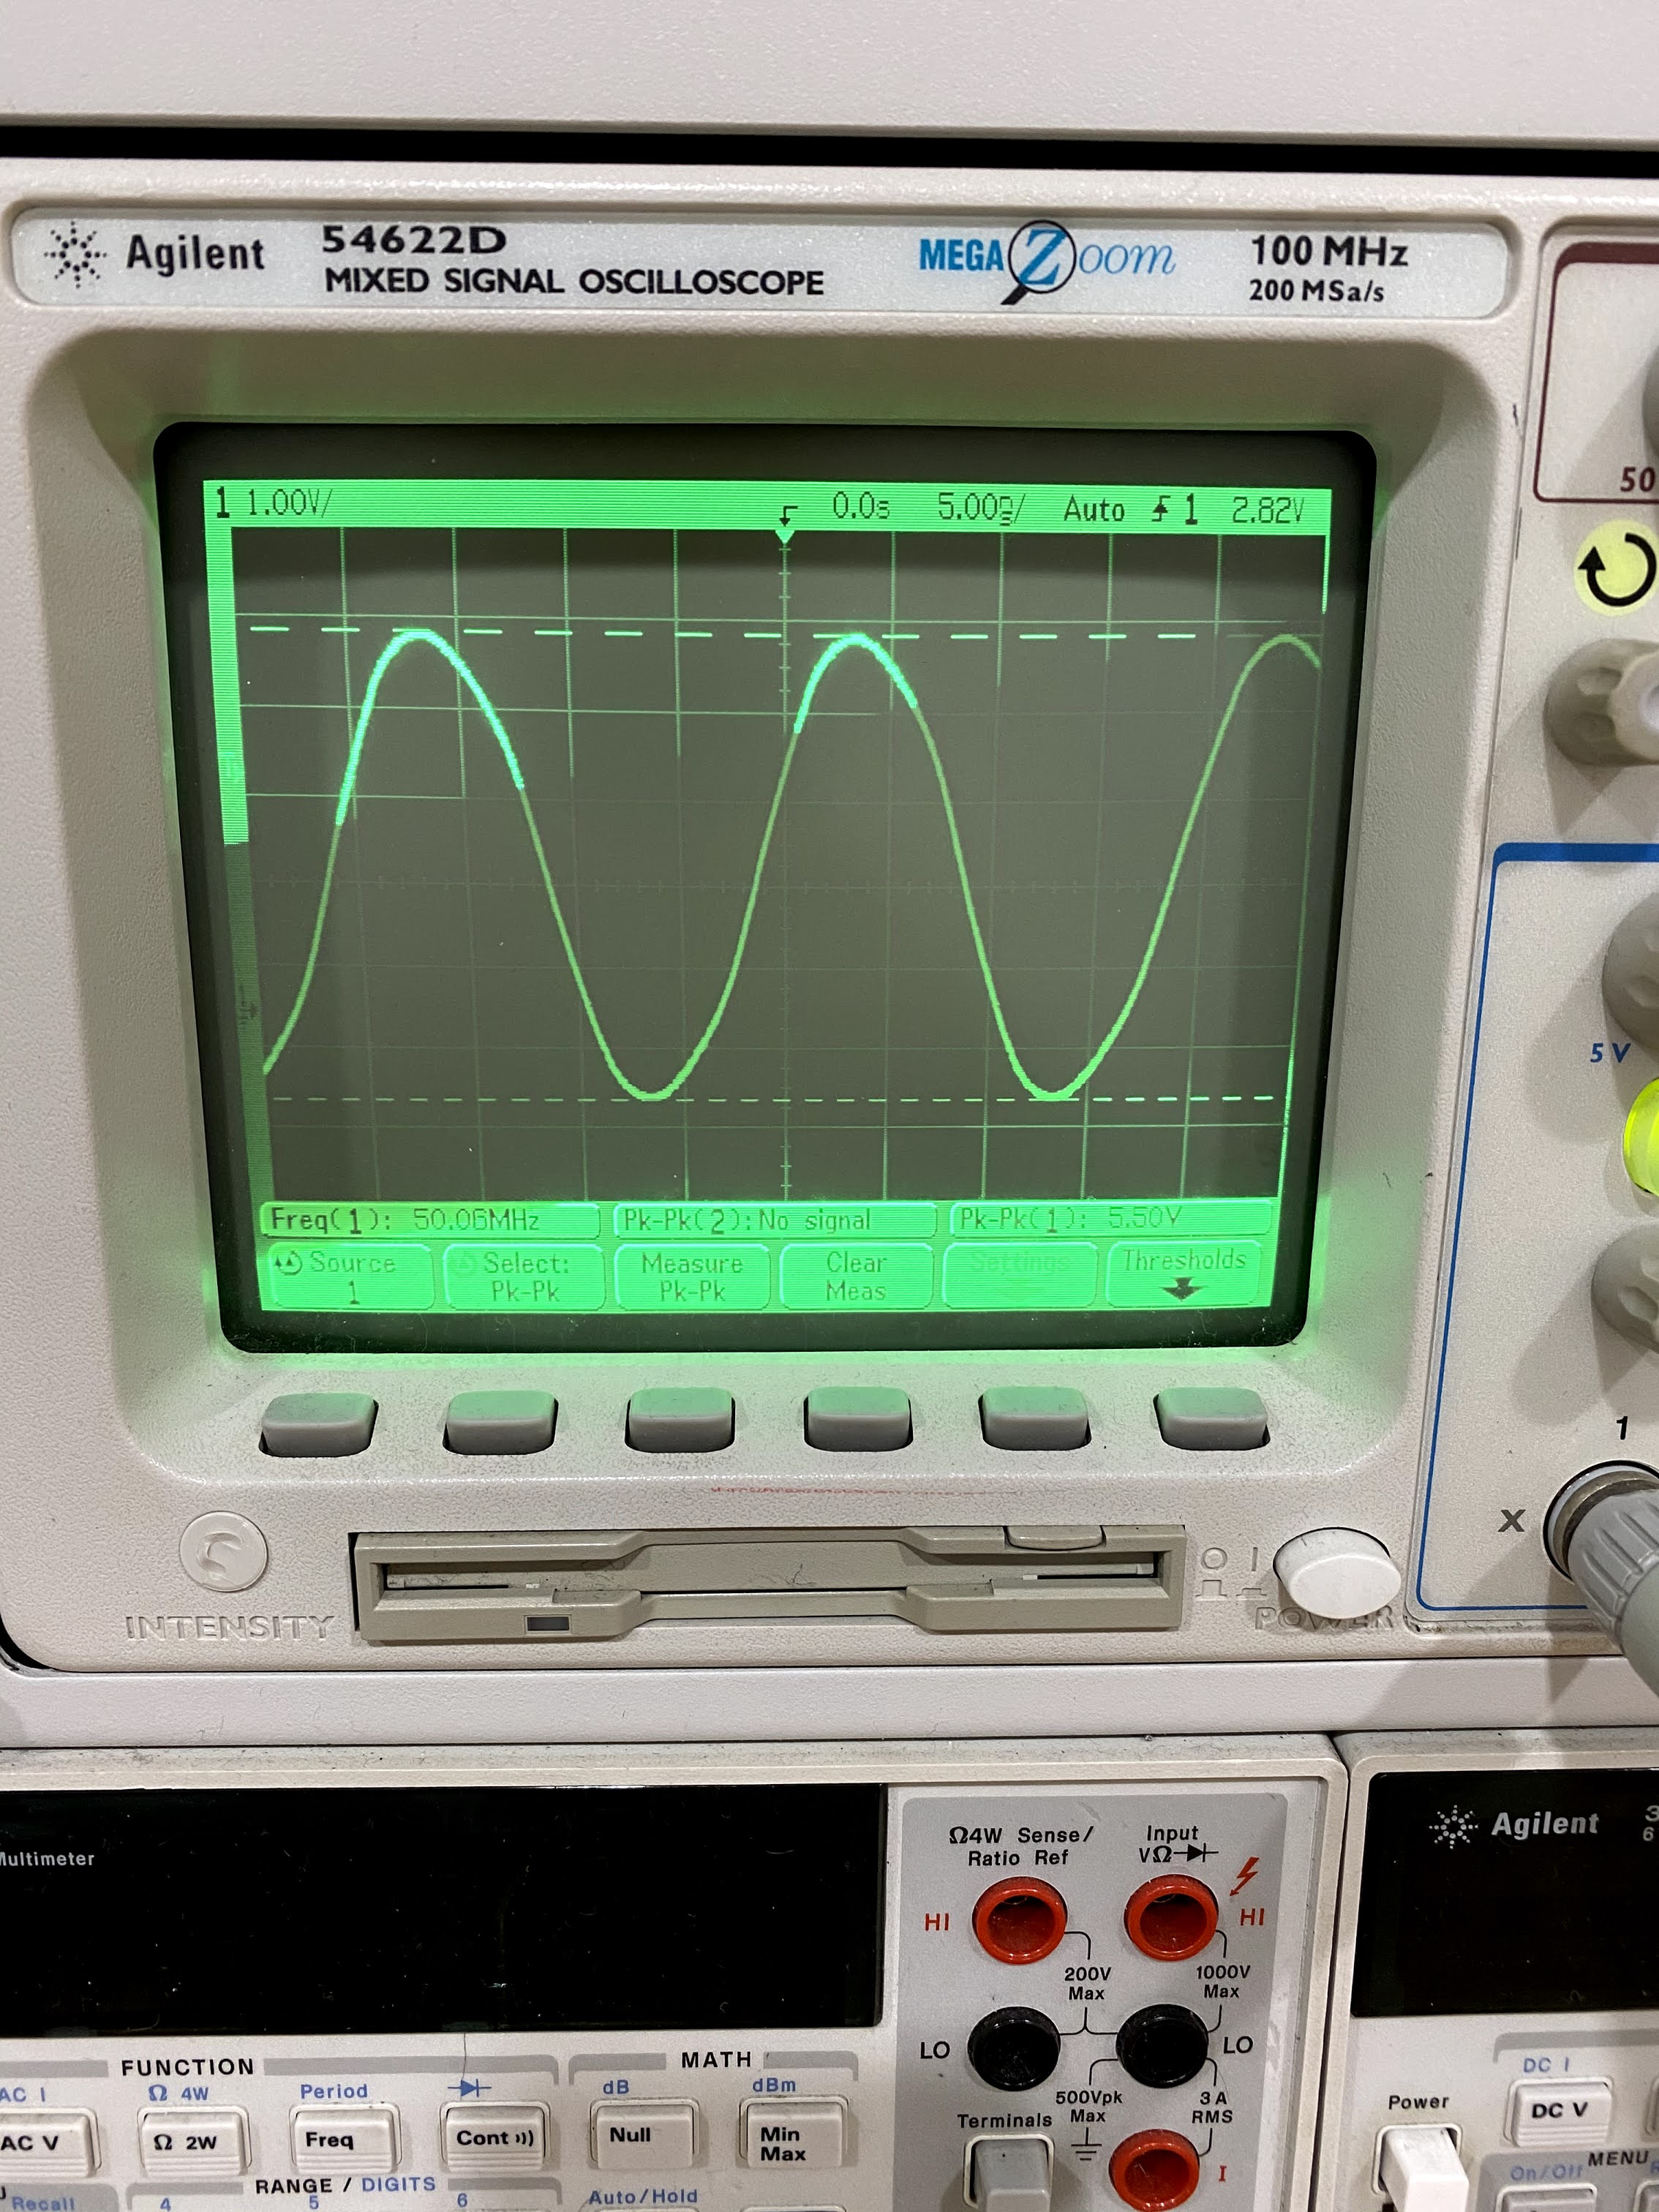 Agilent
54622D
MIXED SIGNAL OSCILLOSCOPE
MEGA Zoom
100 MHz
200 MSa/s
50
1 1.00V/ 0.0s 5.00ns/ Auto 1 2.82V
5 V
Freq(1): 50.06MHz Pk-Pk(2):No signal Pk-Pk(1): 5.50V
Source
1
Select:
Pk-Pk
Measure
Pk-Pk
Clear
Meas
Settings
Thresholds
1
X
INTENSITY
POWER
Multimeter
Ω4W Sense/
Ratio Ref
Input
VΩ
HI
HI
200V
Max
1000V
Max
LO
LO
500Vpk
Max
3 A
RMS
Terminals
I
Agilent
3
6
FUNCTION
MATH
AC I
Ω 4W
Period
dB
dBm
AC V
Ω 2W
Freq
Cont
Null
Min
Max
RANGE / DIGITS
Recall
4
5
6
Auto/Hold
Power
DC I
DC V
MENU
On/Off